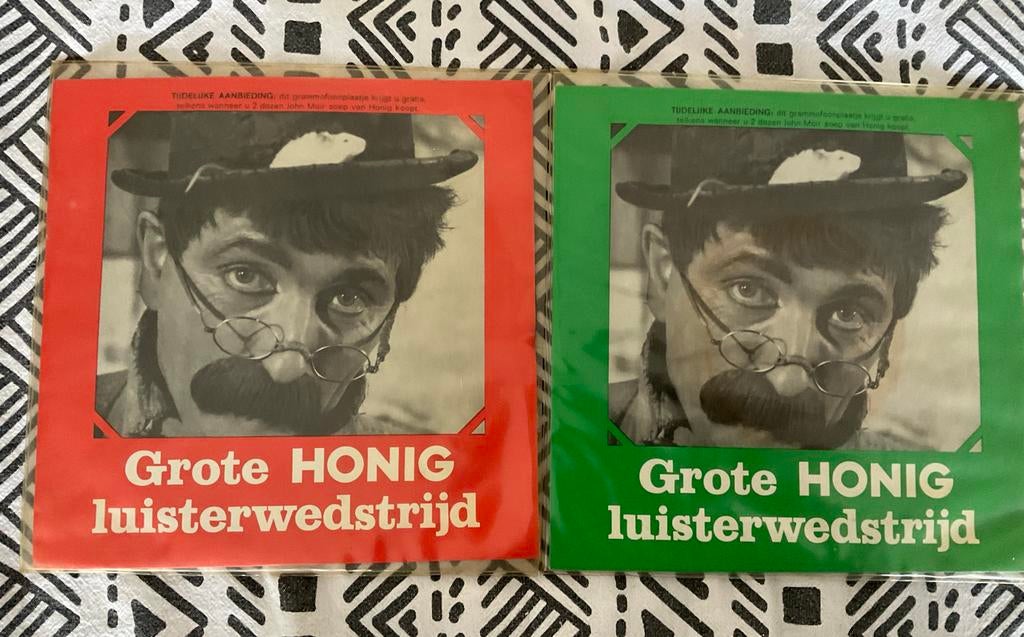 TIJDELIJKE AANBIEDING: dit grammofoonplaatje krijgt u gratis,
telkens wanneer u 2 dozen John Moir soep van Honig koopt.
Grote HONIG
luisterwedstrijd
TIJDELIJKE AANBIEDING: dit grammofoonplaatje krijgt u gratis,
telkens wanneer u 2 dozen John Moir soep van Honig koopt.
Grote HONIG
luisterwedstrijd